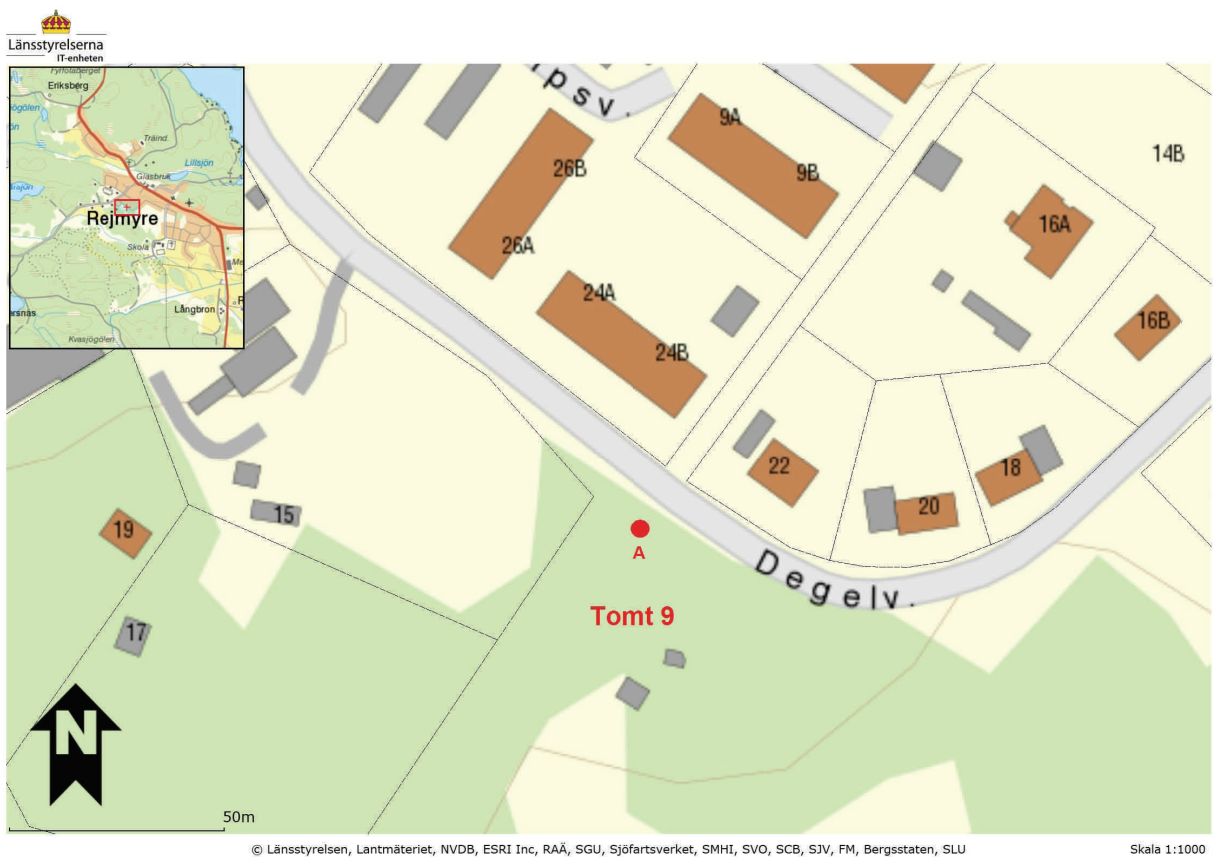 Länsstyrelserna
IT-enheten
Fyrfotaberget
Eriksberg
Träind.
Lillsjön
Glasbruk
Rejmyre
Skola
Långbron
Kvasjögölen
psv.
9A
9B
14B
26B
26A
16A
24A
24B
16B
22
18
20
15
19
17
A
Degelv.
Tomt 9
N
50m
© Länsstyrelsen, Lantmäteriet, NVDB, ESRI Inc, RAÄ, SGU, Sjöfartsverket, SMHI, SVO, SCB, SJV, FM, Bergsstaten, SLU
Skala 1:1000